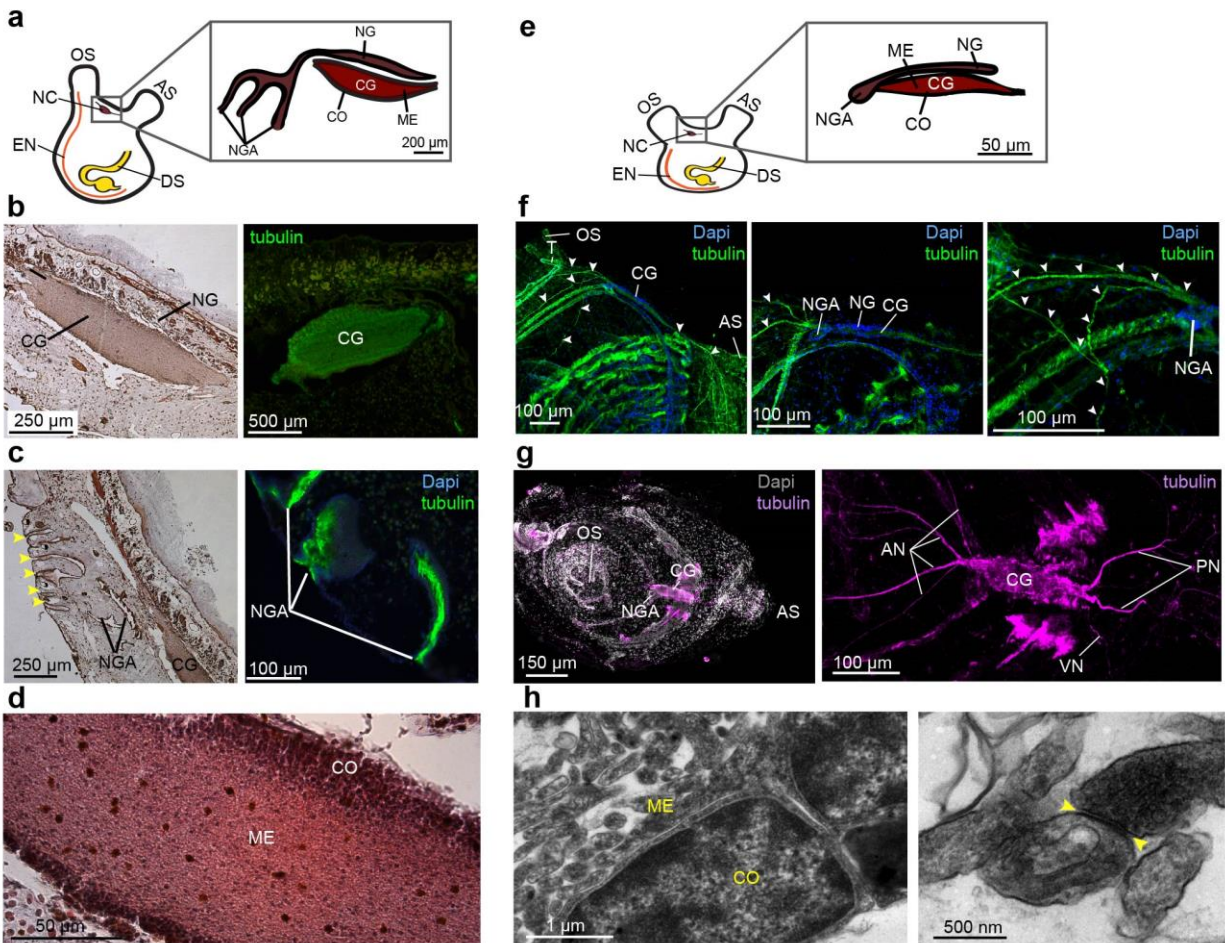 a
OS
AS
NC
EN
DS
NG
CG
CO
ME
NGA
200 µm
b
CG
NG
250 µm
tubulin
CG
500 µm
c
NGA
CG
250 µm
Dapi
tubulin
NGA
100 µm
d
CO
ME
50 µm
e
OS
AS
NC
EN
DS
ME
NG
CG
NGA
CO
50 µm
f
OS
T
Dapi
tubulin
CG
AS
100 µm
Dapi
tubulin
NGA
NG
CG
100 µm
Dapi
tubulin
NGA
100 µm
g
Dapi
tubulin
OS
CG
NGA
AS
150 µm
tubulin
AN
CG
PN
VN
100 µm
h
ME
CO
1 µm
500 nm